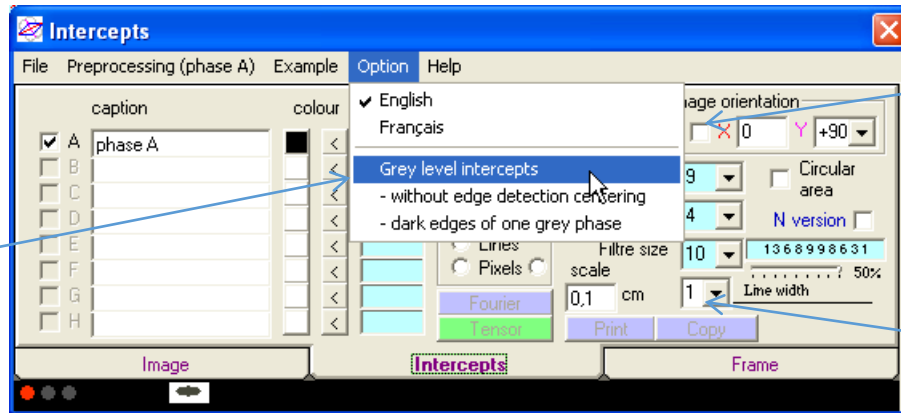 Intercepts
File Preprocessing (phase A) Example Option Help
caption colour
A phase A
B
C
D
E
F
G
H
<
<
<
<
<
<
<
<
English
Français
Grey level intercepts
- without edge detection centering
- dark edges of one grey phase
Lines
Pixels
Fourier
Tensor
Filtre size
scale
0,1 cm
Print Copy
X 0 Y +90
9
4
10
1
Circular
area
N version
1368998631
50%
Line width
Image Intercepts Frame